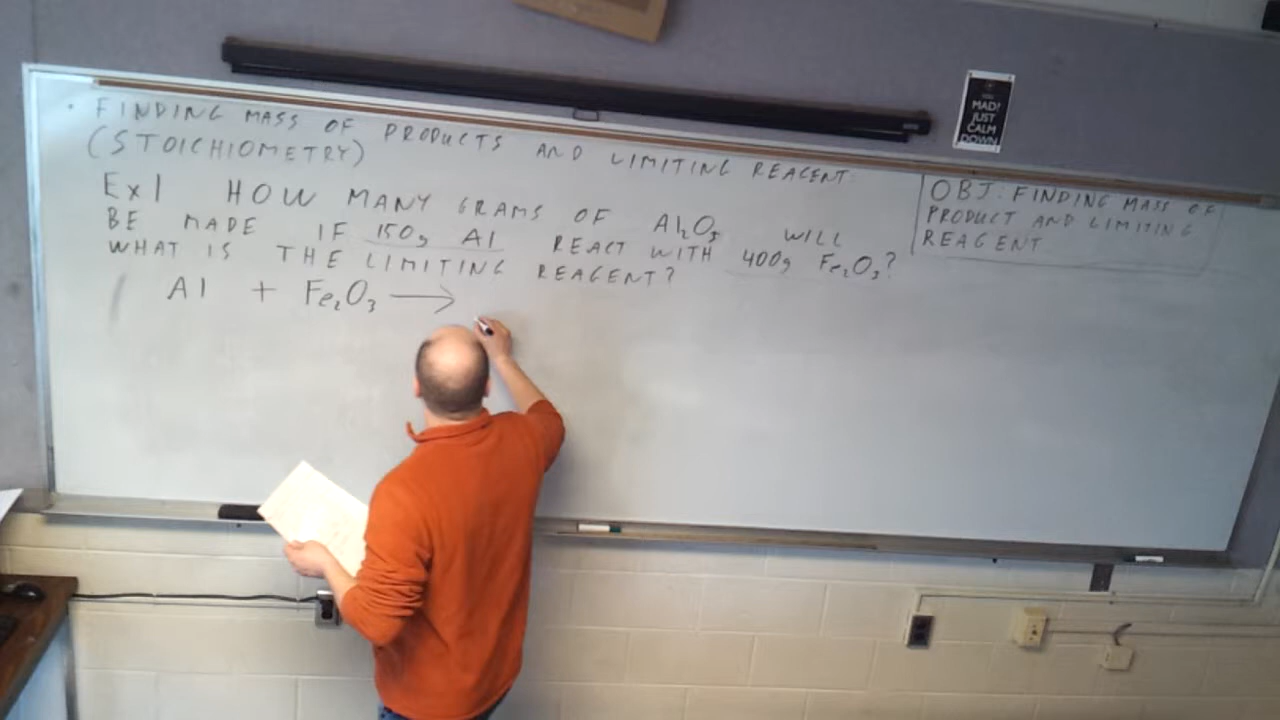 · FINDING MASS OF PRODUCTS AND LIMITING REAGENT:
(STOICHIOMETRY)
Ex1 HOW MANY GRAMS OF Al₂O₃ WILL
BE MADE IF 150g Al REACT WITH 400g Fe₂O₃?
WHAT IS THE LIMITING REAGENT?
Al + Fe₂O₃ ⟶
OBJ: FINDING MASS OF
PRODUCT AND LIMITING
REAGENT
MAD?
JUST
CALM
DOWN